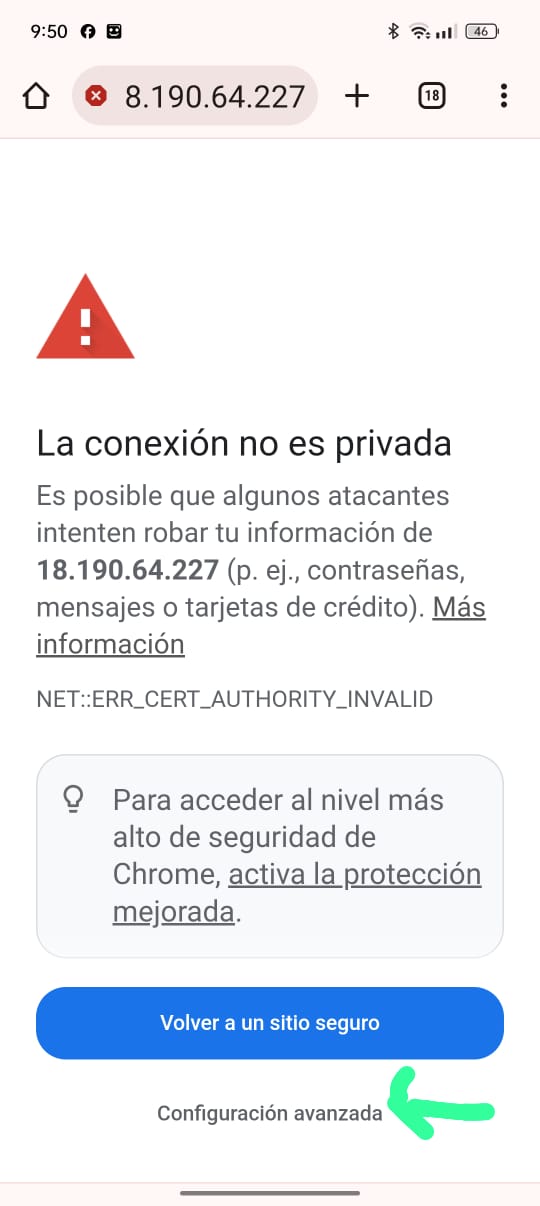 9:50
46
8.190.64.227
18
La conexión no es privada
Es posible que algunos atacantes
intenten robar tu información de
18.190.64.227 (p. ej., contraseñas,
mensajes o tarjetas de crédito). Más
información
NET::ERR_CERT_AUTHORITY_INVALID
Para acceder al nivel más
alto de seguridad de
Chrome, activa la protección
mejorada.
Volver a un sitio seguro
Configuración avanzada